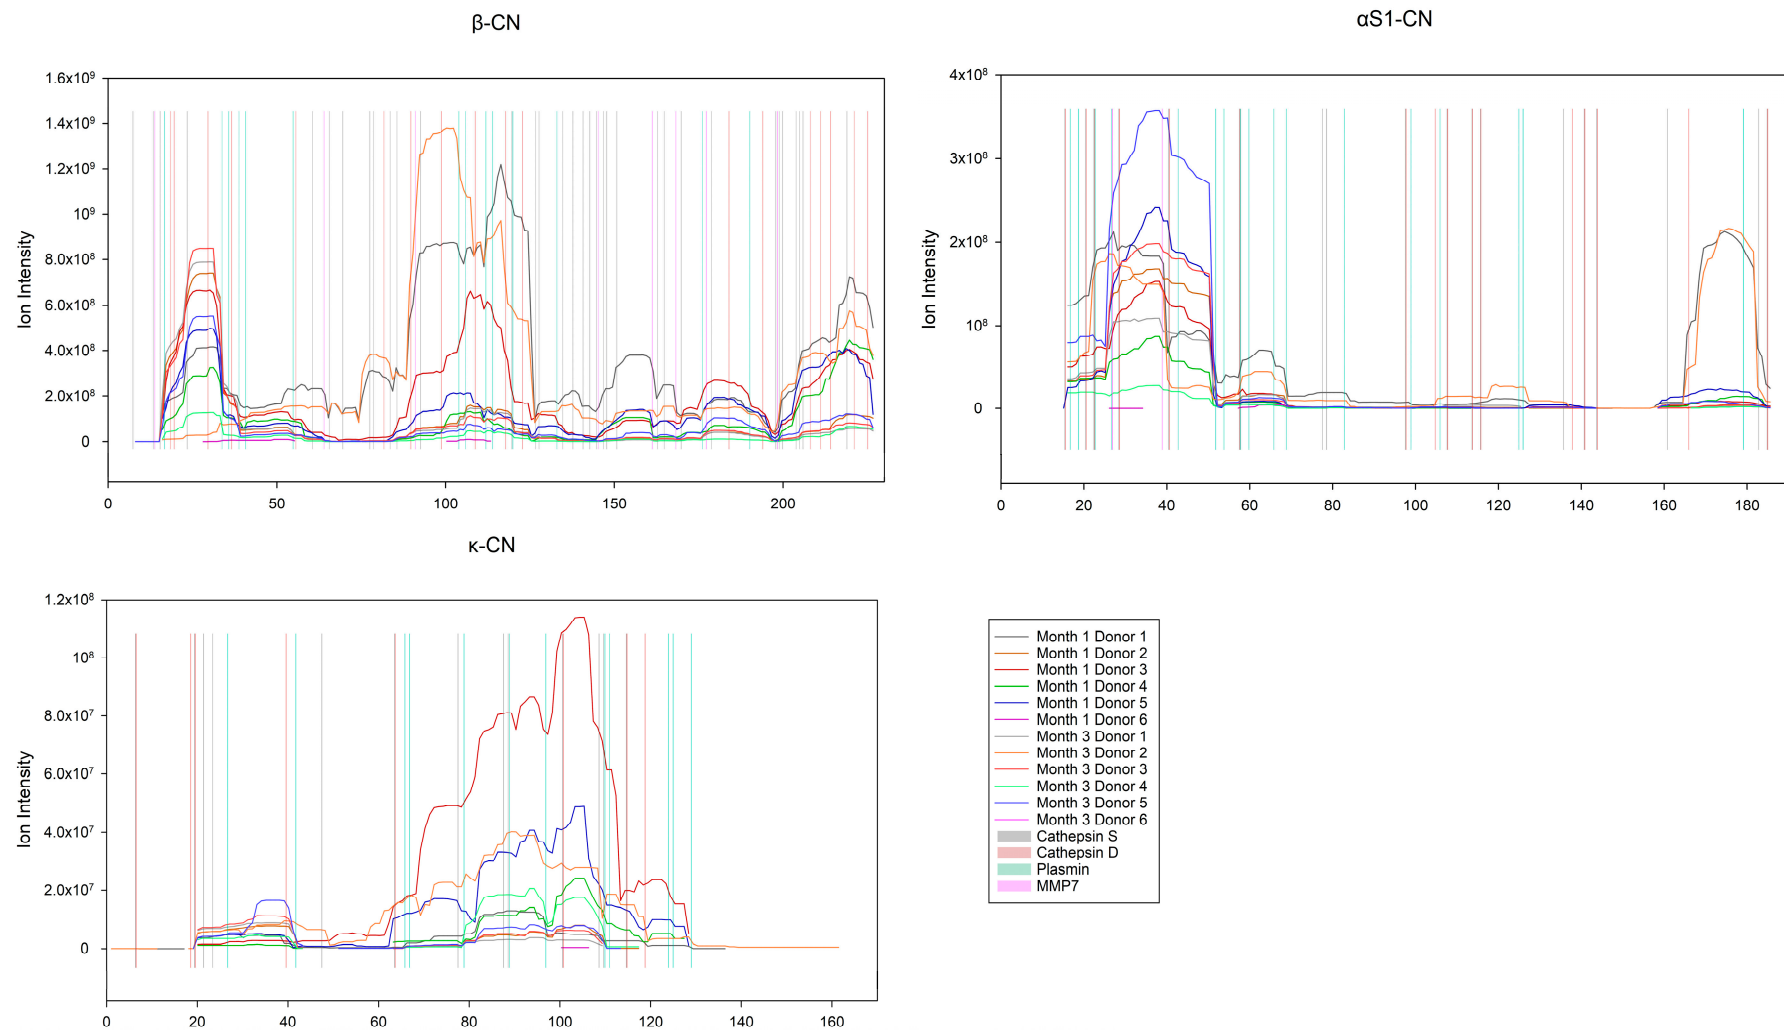 β-CN
1.6x10⁹
1.4x10⁹
1.2x10⁹
10⁹
8.0x10⁸
6.0x10⁸
4.0x10⁸
2.0x10⁸
0
Ion Intensity
0 50 100 150 200
αS1-CN
4x10⁸
3x10⁸
2x10⁸
10⁸
0
Ion Intensity
0 20 40 60 80 100 120 140 160 180
κ-CN
1.2x10⁸
10⁸
8.0x10⁷
6.0x10⁷
4.0x10⁷
2.0x10⁷
0
Ion Intensity
0 20 40 60 80 100 120 140 160
Month 1 Donor 1
Month 1 Donor 2
Month 1 Donor 3
Month 1 Donor 4
Month 1 Donor 5
Month 1 Donor 6
Month 3 Donor 1
Month 3 Donor 2
Month 3 Donor 3
Month 3 Donor 4
Month 3 Donor 5
Month 3 Donor 6
Cathepsin S
Cathepsin D
Plasmin
MMP7